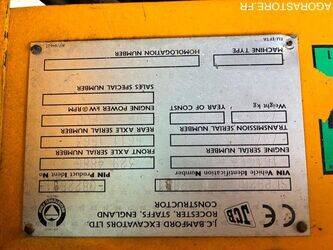 AGORASTORE.FR
JCB
J.C.BAMFORD EXCAVATORS LTD.
ROCESTER, STAFFS, ENGLAND
CONSTRUCTOR
VIN Vehicle Identification Number
PIN Product Ident No
ENGINE SERIAL NUMBER
FRONT AXLE SERIAL NUMBER
TRANSMISSION SERIAL NUMBER
REAR AXLE SERIAL NUMBER
Weight kg
YEAR OF CONST
ENGINE POWER kW@RPM
SALES SPECIAL NUMBER
MACHINE TYPE
HOMOLOGATION NUMBER
EU/EFTA